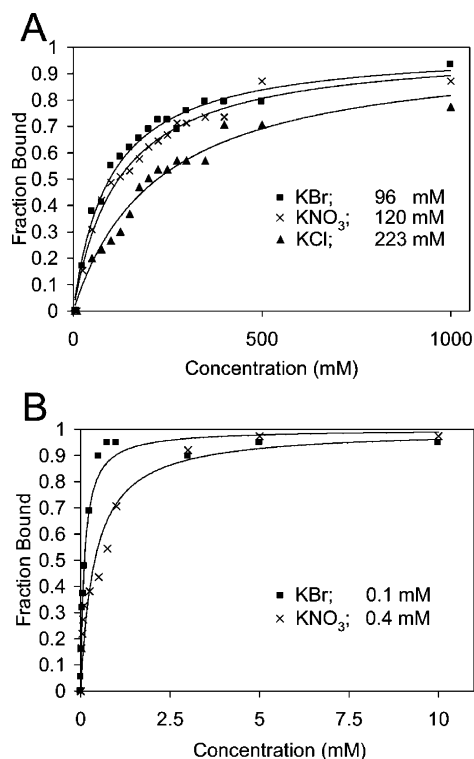 A
1
0.9
0.8
0.7
0.6
0.5
0.4
0.3
0.2
0.1
0
Fraction Bound
KBr; 96 mM
KNO3; 120 mM
KCl; 223 mM
0 500 1000
Concentration (mM)
B
1
0.9
0.8
0.7
0.6
0.5
0.4
0.3
0.2
0.1
0
Fraction Bound
KBr; 0.1 mM
KNO3; 0.4 mM
0 2.5 5 7.5 10
Concentration (mM)